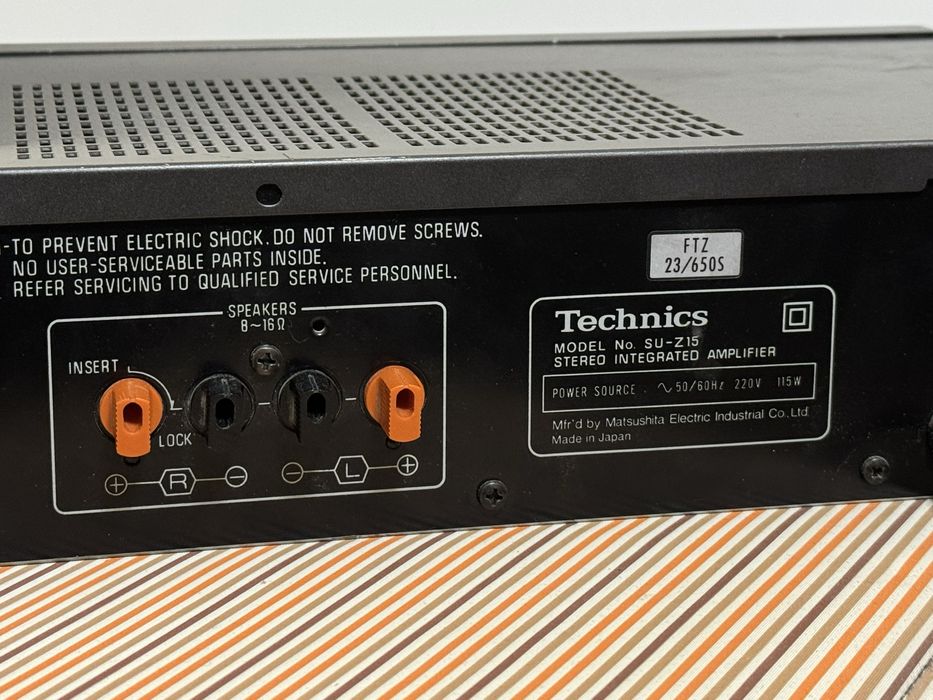 -TO PREVENT ELECTRIC SHOCK. DO NOT REMOVE SCREWS.
NO USER-SERVICEABLE PARTS INSIDE.
REFER SERVICING TO QUALIFIED SERVICE PERSONNEL.
SPEAKERS
8~16Ω
INSERT
LOCK
⊕ R ⊖ ⊖ L ⊕
FTZ
23/650S
Technics
MODEL No. SU-Z15
STEREO INTEGRATED AMPLIFIER
POWER SOURCE . ∿ 50/60Hz 220V 115W
Mfr'd by Matsushita Electric Industrial Co., Ltd.
Made in Japan